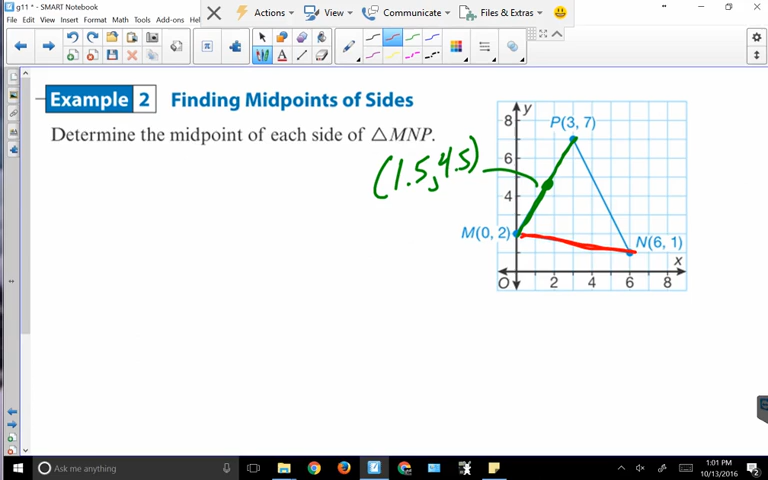 g11 * - SMART Notebook
File Edit View Insert Format Math Tools Add-ons Help
Actions View Communicate Files & Extras
Example 2 Finding Midpoints of Sides
Determine the midpoint of each side of △MNP.
(1.5,4.5)
y
8
P(3, 7)
6
4
M(0, 2)
N(6, 1)
x
O 2 4 6 8
Ask me anything
1:01 PM
10/13/2016
2